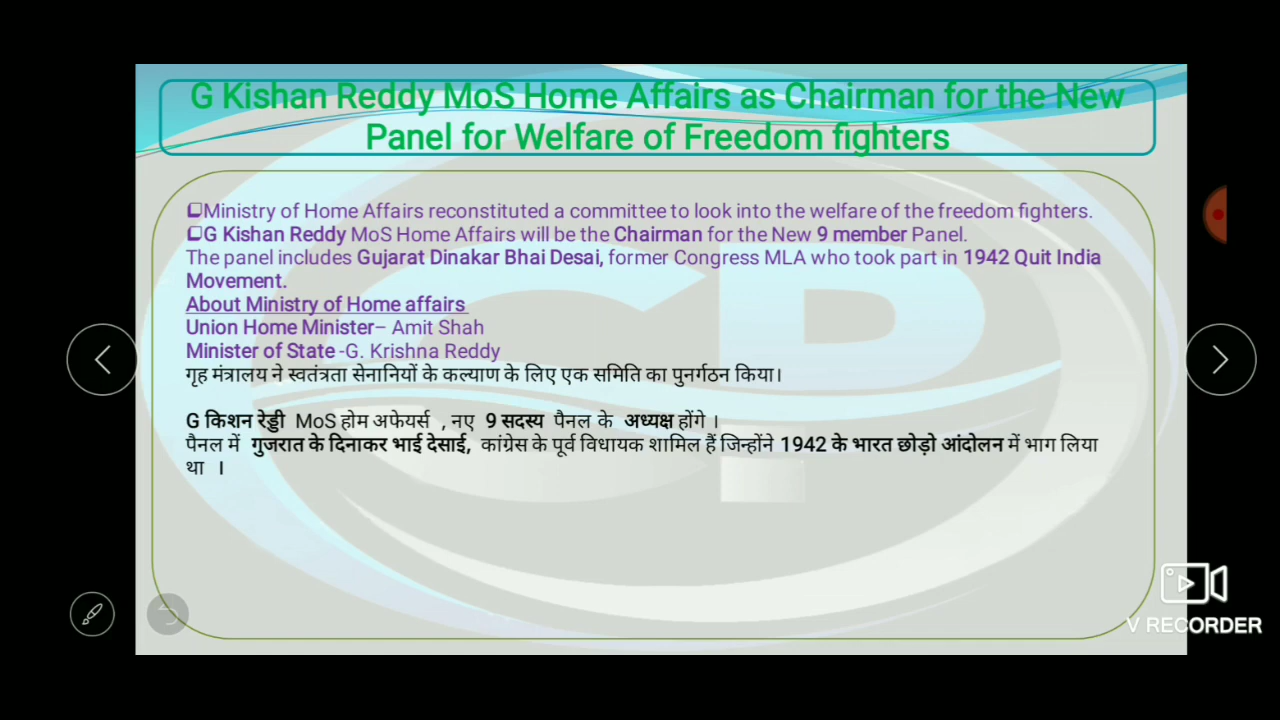 G Kishan Reddy MoS Home Affairs as Chairman for the New
Panel for Welfare of Freedom fighters
❑Ministry of Home Affairs reconstituted a committee to look into the welfare of the freedom fighters.
❑G Kishan Reddy MoS Home Affairs will be the Chairman for the New 9 member Panel.
The panel includes Gujarat Dinakar Bhai Desai, former Congress MLA who took part in 1942 Quit India
Movement.
About Ministry of Home affairs
Union Home Minister– Amit Shah
Minister of State -G. Krishna Reddy
गृह मंत्रालय ने स्वतंत्रता सेनानियों के कल्याण के लिए एक समिति का पुनर्गठन किया।
G किशन रेड्डी MoS होम अफेयर्स , नए 9 सदस्य पैनल के अध्यक्ष होंगे ।
पैनल में गुजरात के दिनाकर भाई देसाई, कांग्रेस के पूर्व विधायक शामिल हैं जिन्होंने 1942 के भारत छोड़ो आंदोलन में भाग लिया
था ।
CP
V RECORDER